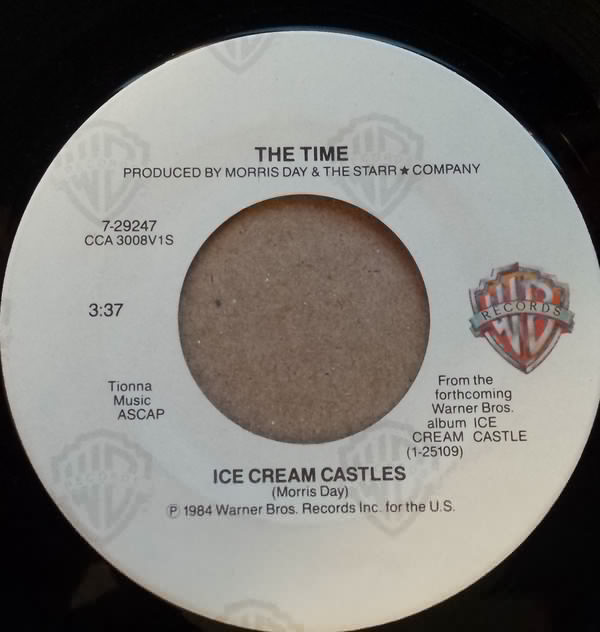 THE TIME
PRODUCED BY MORRIS DAY & THE STARR ★ COMPANY
7-29247
CCA 3008V1S
3:37
RECORDS
Tionna
Music
ASCAP
From the
forthcoming
Warner Bros.
album ICE
CREAM CASTLE
(1-25109)
ICE CREAM CASTLES
(Morris Day)
Ⓟ 1984 Warner Bros. Records Inc. for the U.S.